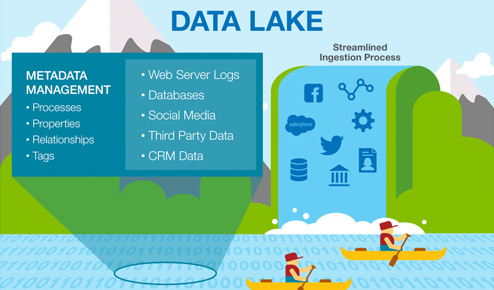 DATA LAKE
METADATA
MANAGEMENT
• Processes
• Properties
• Relationships
• Tags
• Web Server Logs
• Databases
• Social Media
• Third Party Data
• CRM Data
Streamlined
Ingestion Process
salesforce